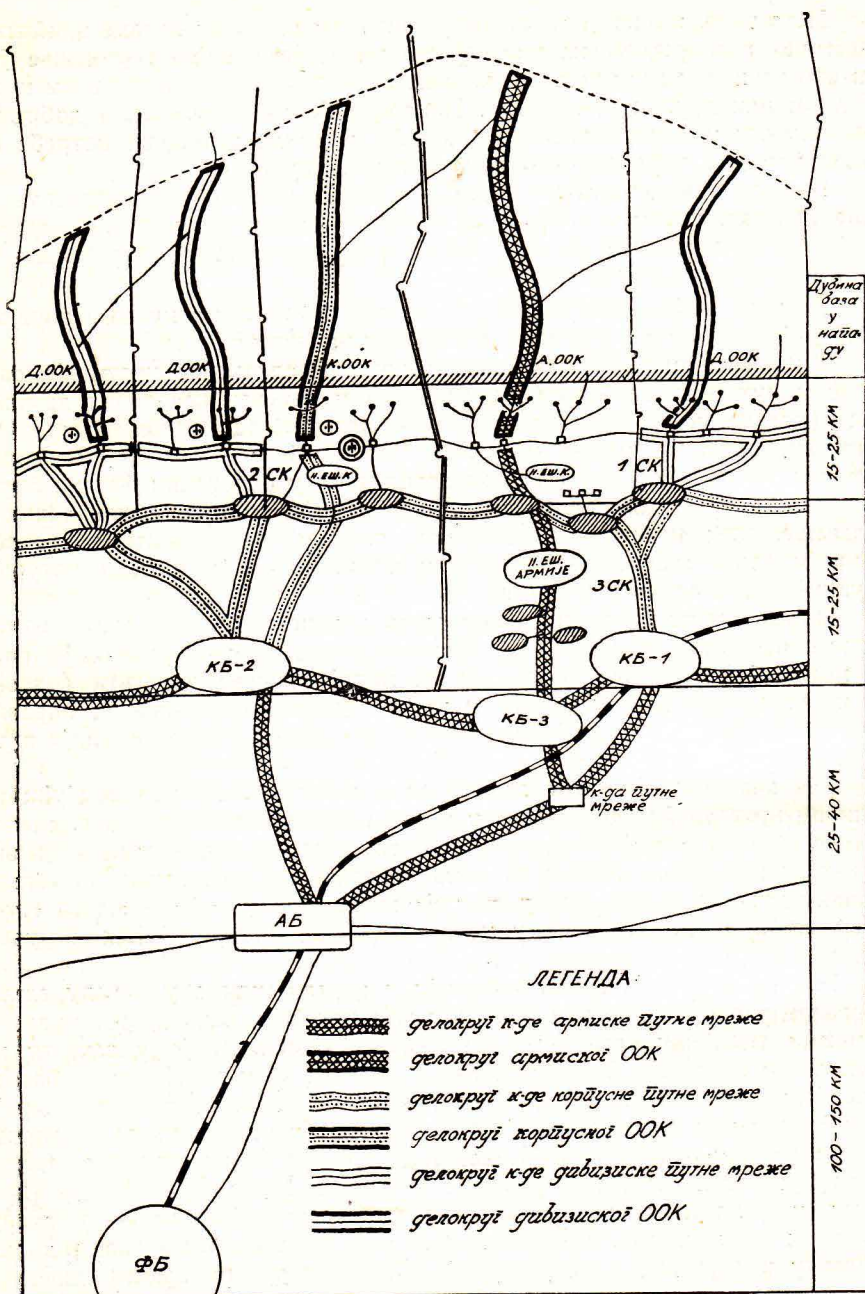 Дубина
база
у
напа-
ду
Д.ООК
Д.ООК
К.ООК
А.ООК
Д.ООК
15-25 КМ
2 СК
II.ЕШ.К
II.ЕШ.К
1 СК
II.ЕШ.
АРМИЈЕ
3 СК
15-25 КМ
КБ-2
КБ-1
КБ-3
к-да путне
мреже
25-40 КМ
АБ
ЛЕГЕНДА
делокруг к-де армиске путне мреже
делокруг армиског ООК
делокруг к-де корпусне путне мреже
делокруг корпусног ООК
делокруг к-де дивизиске путне мреже
делокруг дивизиског ООК
100-150 КМ
ФБ